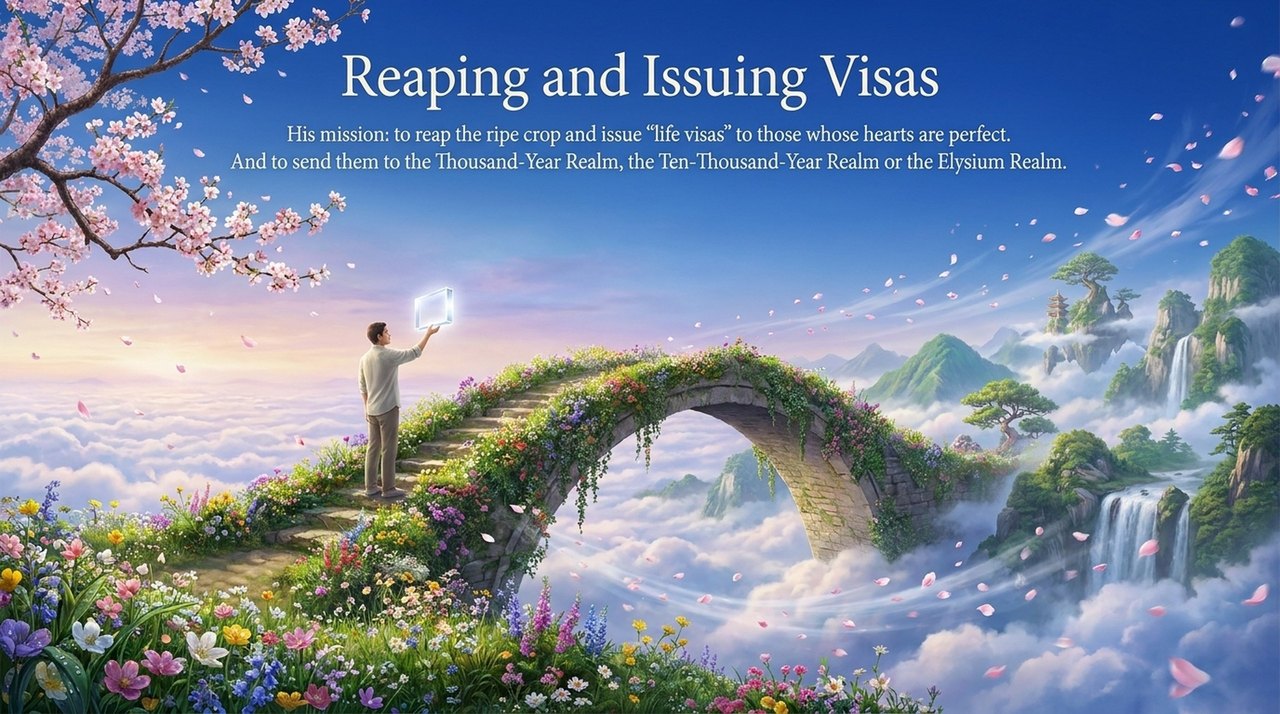 Reaping and Issuing Visas
His mission: to reap the ripe crop and issue “life visas” to those whose hearts are perfect.
And to send them to the Thousand-Year Realm, the Ten-Thousand-Year Realm or the Elysium Realm.